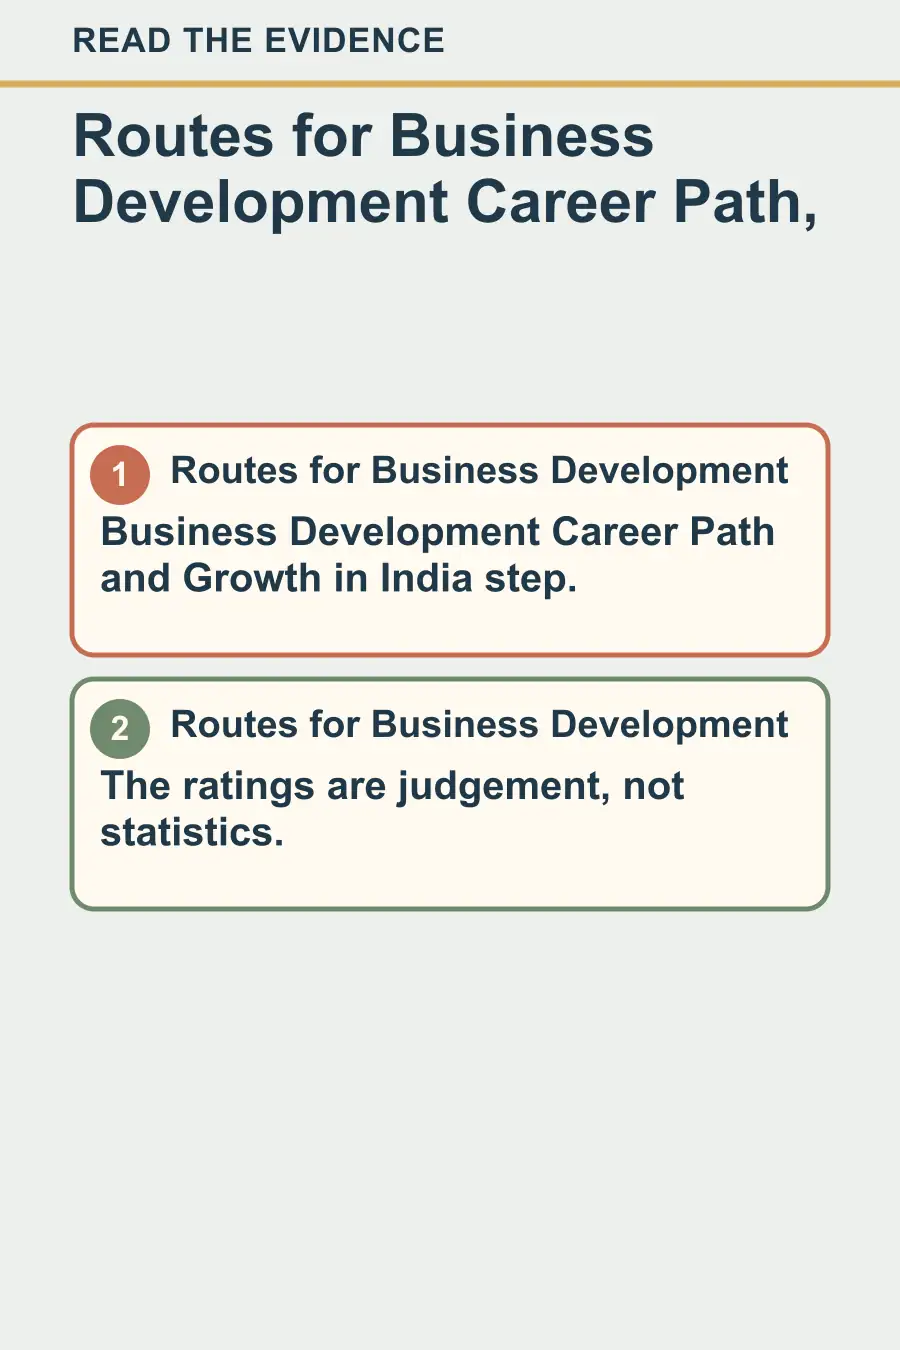 READ THE EVIDENCE
Routes for Business
Development Career Path,
1
Routes for Business Development
Business Development Career Path
and Growth in India step.
2
Routes for Business Development
The ratings are judgement, not
statistics.